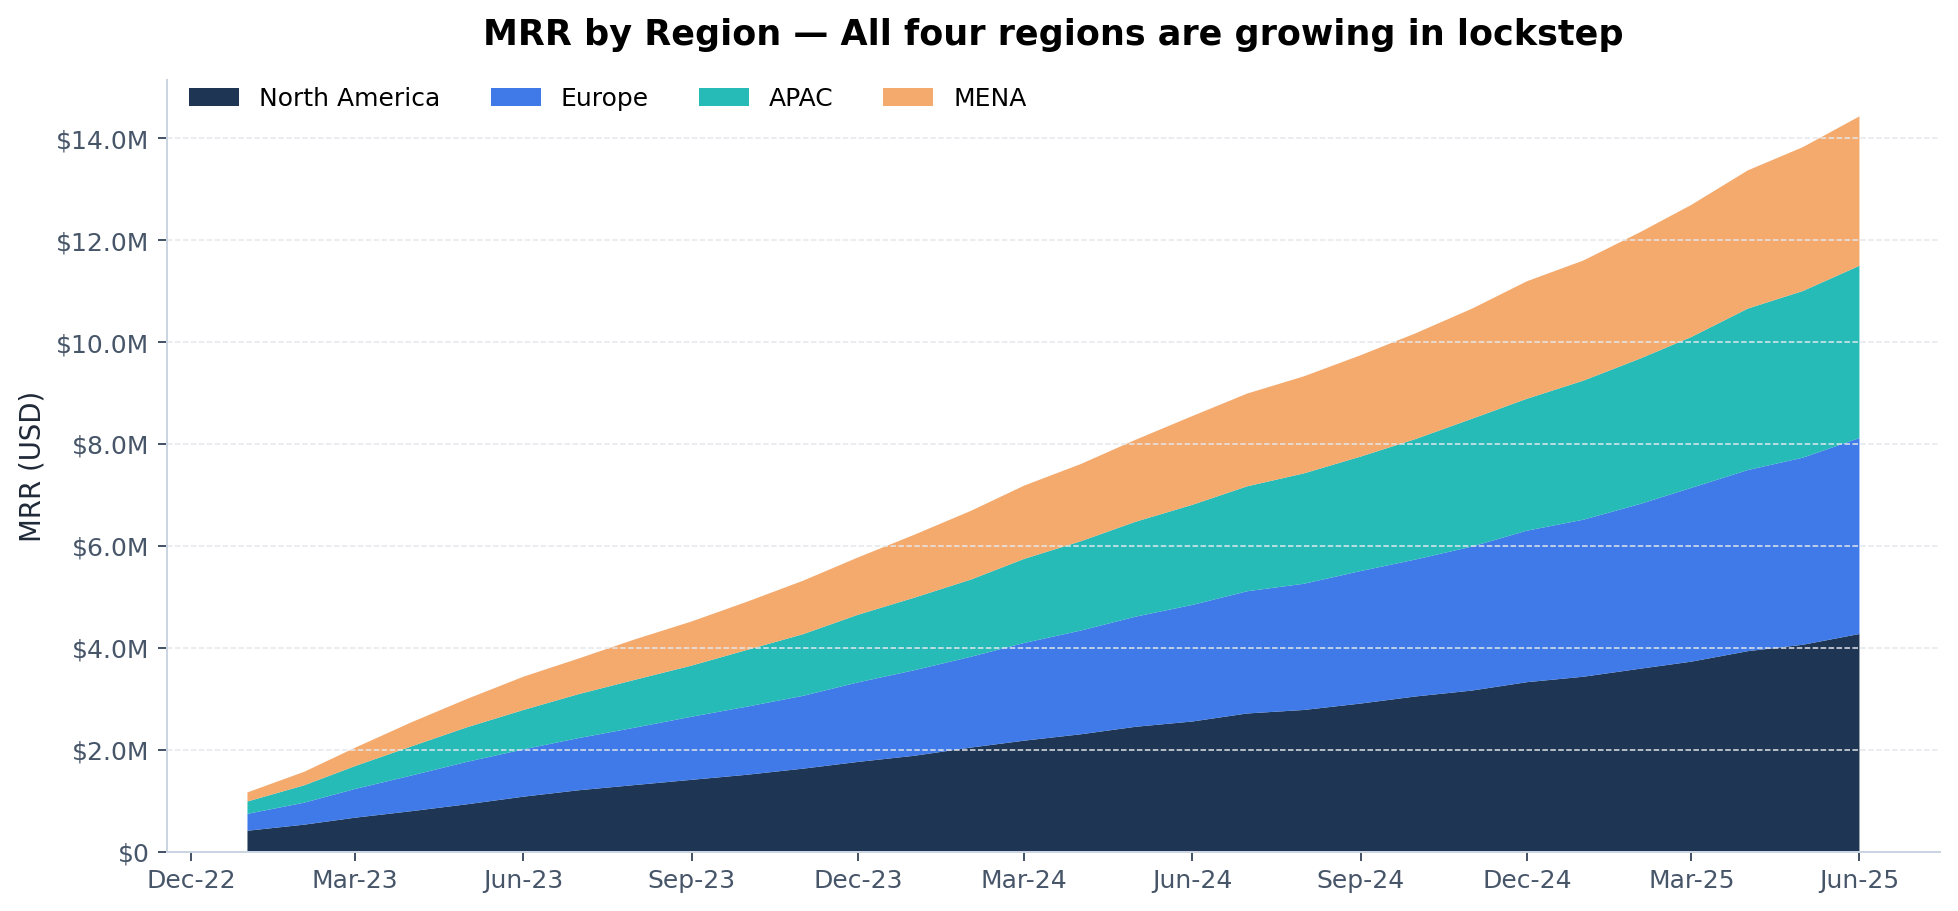 MRR by Region — All four regions are growing in lockstep
North America
Europe
APAC
MENA
MRR (USD)
$14.0M
$12.0M
$10.0M
$8.0M
$6.0M
$4.0M
$2.0M
$0
Dec-22
Mar-23
Jun-23
Sep-23
Dec-23
Mar-24
Jun-24
Sep-24
Dec-24
Mar-25
Jun-25